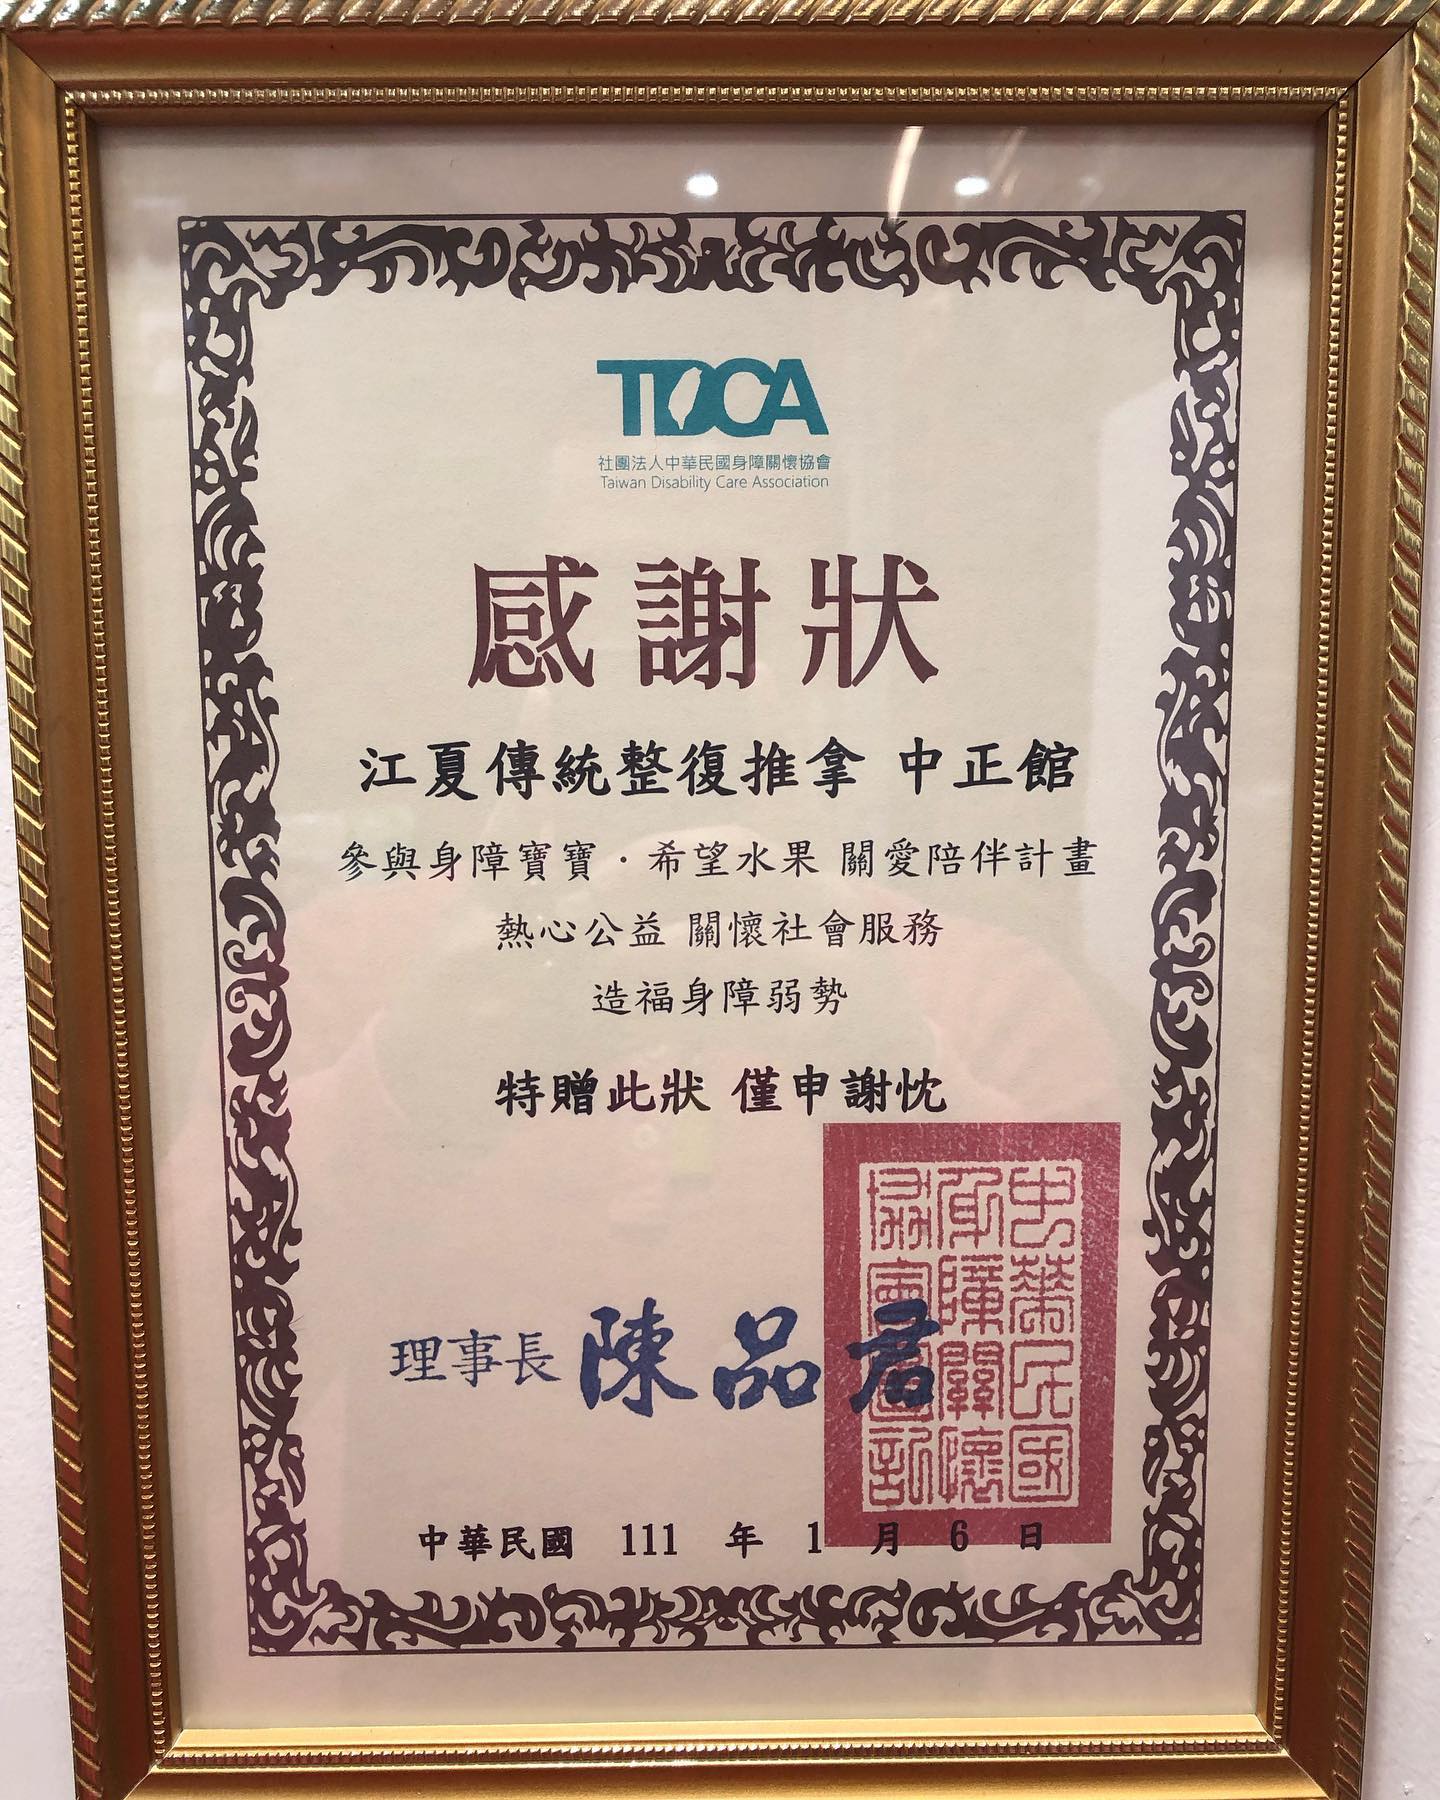 TDCA
社團法人中華民國身障關懷協會
Taiwan Disability Care Association
感謝狀
江夏傳統整復推拿 中正館
參與身障寶寶·希望水果 關愛陪伴計畫
熱心公益 關懷社會服務
造福身障弱勢
特贈此狀 僅申謝忱
理事長 陳品君
中華民國 111 年 1 月 6 日